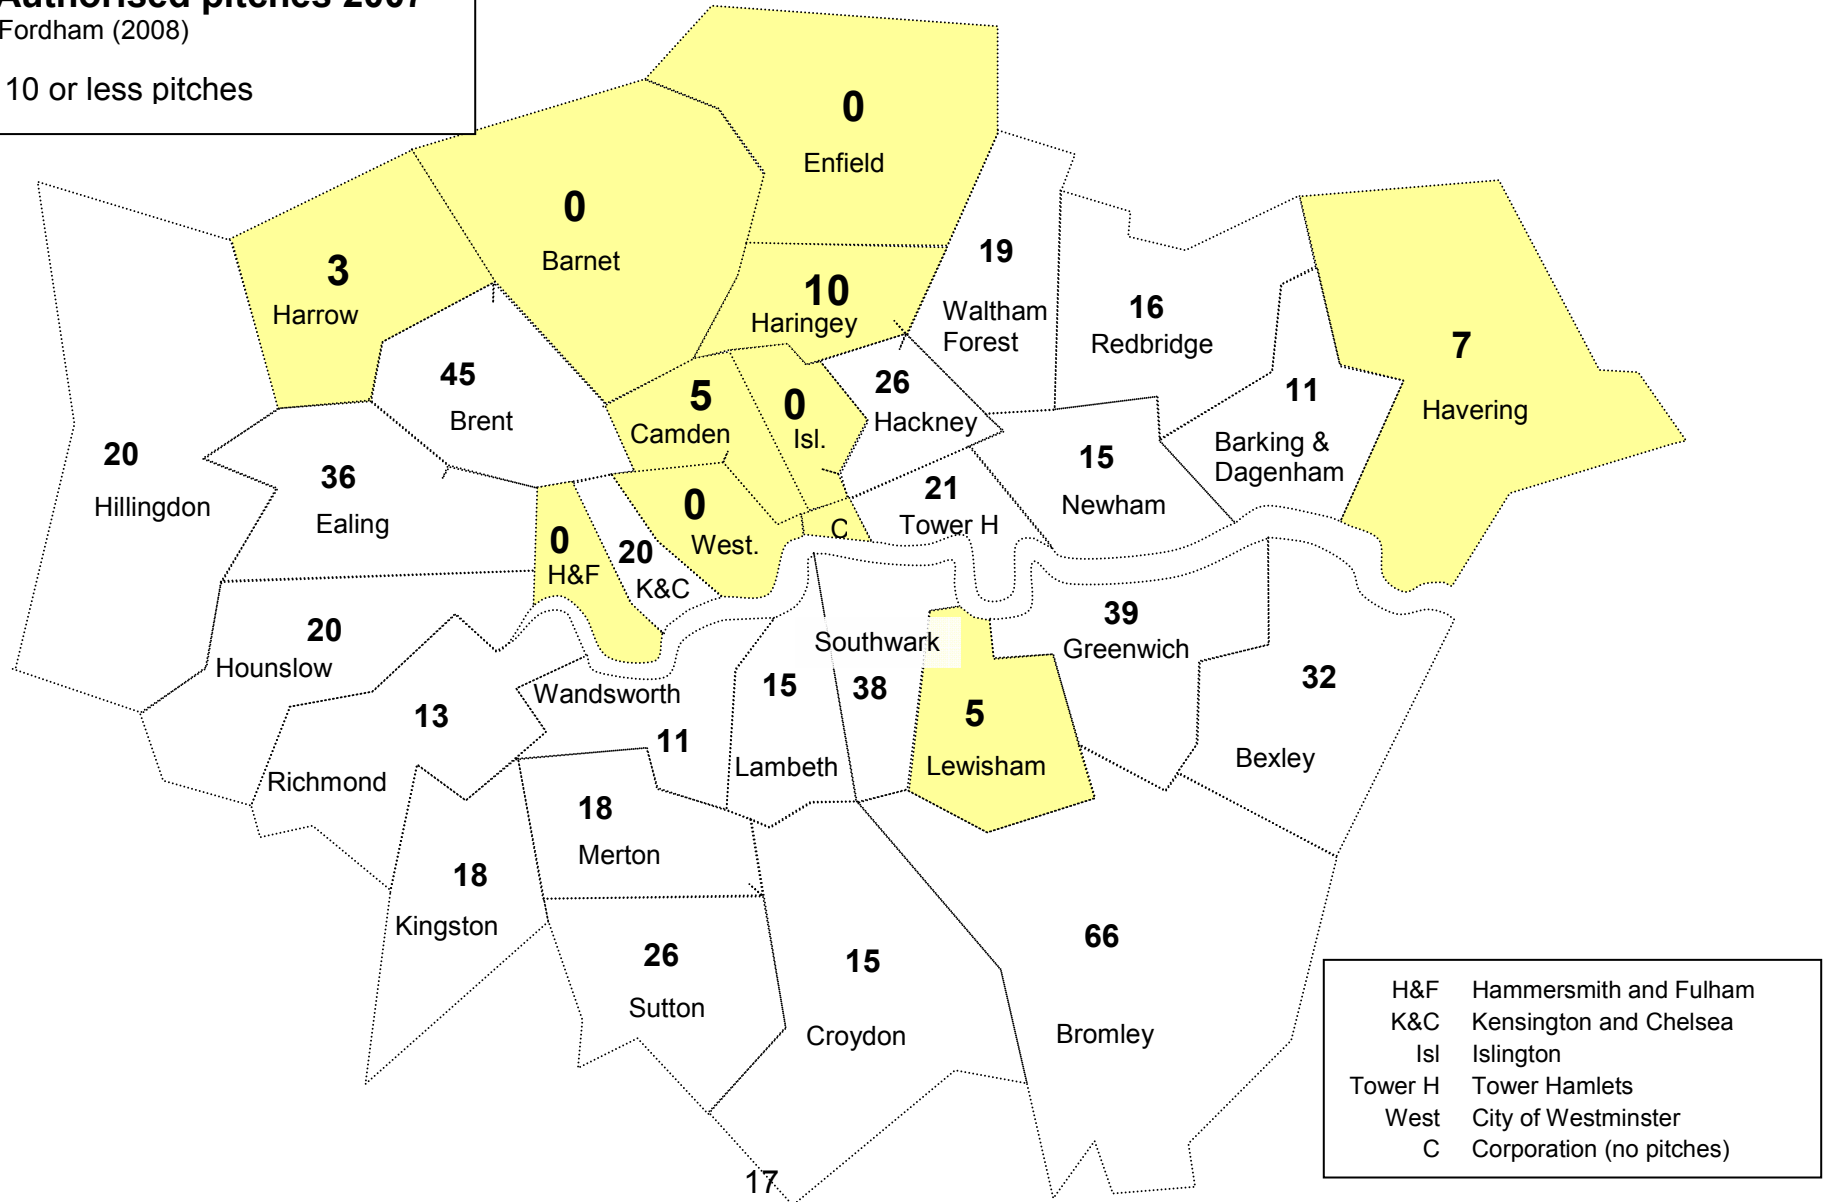 Authorised pitches 2007
Fordham (2008)
10 or less pitches
0
Enfield
0
Barnet
3
Harrow
10
Haringey
19
Waltham
Forest
16
Redbridge
7
Havering
45
Brent
5
Camden
0
Isl.
26
Hackney
11
Barking &
Dagenham
20
Hillingdon
36
Ealing
0
West.
C
21
Tower H
15
Newham
0
H&F
20
K&C
20
Hounslow
39
Greenwich
Southwark
38
32
Bexley
13
Richmond
Wandsworth
11
15
Lambeth
5
Lewisham
18
Merton
18
Kingston
26
Sutton
15
Croydon
66
Bromley
H&F Hammersmith and Fulham
K&C Kensington and Chelsea
Isl Islington
Tower H Tower Hamlets
West City of Westminster
C Corporation (no pitches)
17